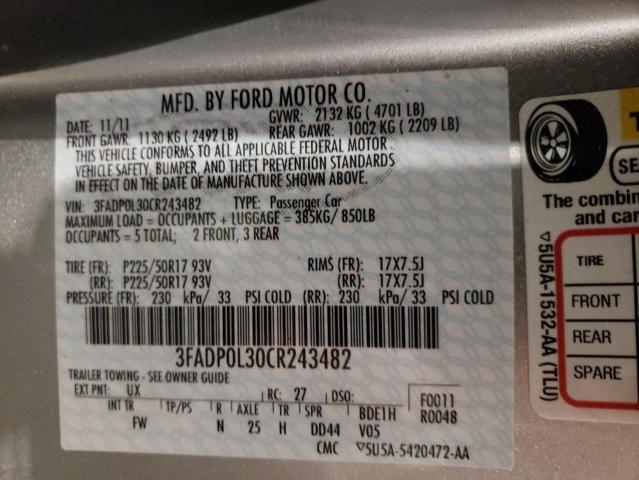 MFD. BY FORD MOTOR CO.
DATE: 11/11 GVWR: 2132 KG ( 4701 LB)
FRONT GAWR: 1130 KG ( 2492 LB) REAR GAWR: 1002 KG ( 2209 LB)
THIS VEHICLE CONFORMS TO ALL APPLICABLE FEDERAL MOTOR
VEHICLE SAFETY, BUMPER, AND THEFT PREVENTION STANDARDS
IN EFFECT ON THE DATE OF MANUFACTURE SHOWN ABOVE.
VIN: 3FADP0L30CR243482 TYPE: Passenger Car
MAXIMUM LOAD = OCCUPANTS + LUGGAGE = 385KG/ 850LB
OCCUPANTS = 5 TOTAL; 2 FRONT, 3 REAR
TIRE (FR): P225/50R17 93V RIMS (FR): 17X7.5J
(RR): P225/50R17 93V (RR): 17X7.5J
PRESSURE (FR): 230 kPa/ 33 PSI COLD (RR): 230 kPa/ 33 PSI COLD
3FADP0L30CR243482
TRAILER TOWING - SEE OWNER GUIDE
EXT PNT: UX RC: 27 DSO: F0011
INT TR TP/PS R AXLE TR SPR BDE1H R0048
FW N 25 H DD44 V05
CMC 5U5A-5420472-AA
T
SE
The combin
and car
TIRE
FRONT
REAR
SPARE
5U5A-1532-AA (TLU)